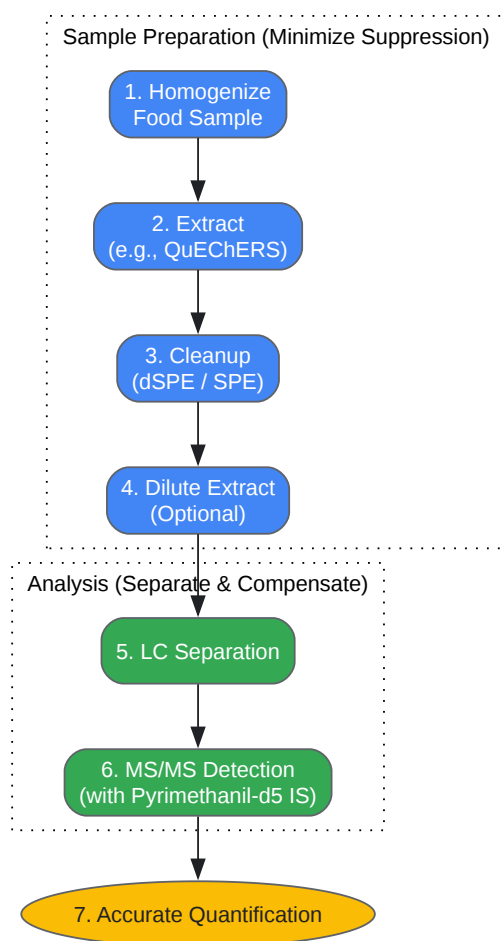 Sample Preparation (Minimize Suppression)
1. Homogenize
Food Sample
2. Extract
(e.g., QuEChERS)
3. Cleanup
(dSPE / SPE)
4. Dilute Extract
(Optional)
Analysis (Separate & Compensate)
5. LC Separation
6. MS/MS Detection
(with Pyrimethanil-d5 IS)
7. Accurate Quantification